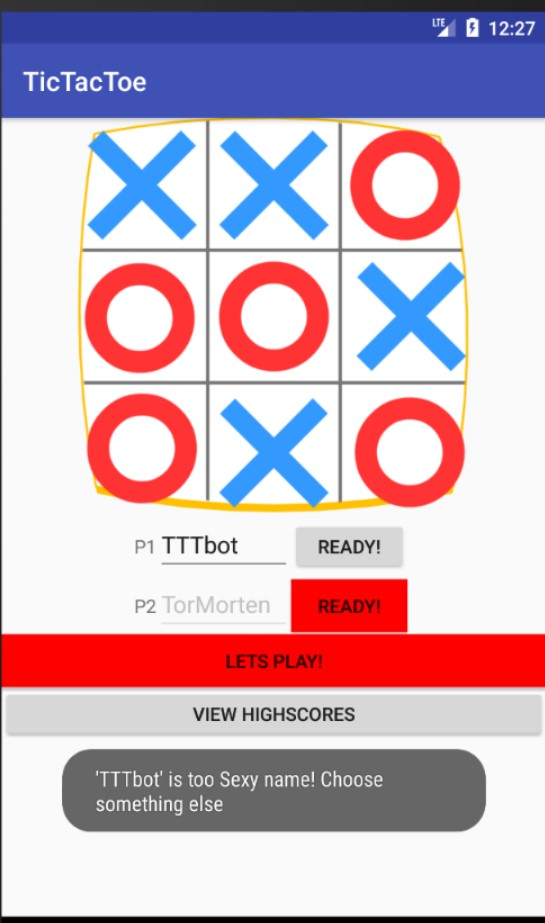 LTE 12:27
TicTacToe
P1 TTTbot READY!
P2 TorMorten READY!
LETS PLAY!
VIEW HIGHSCORES
'TTTbot' is too Sexy name! Choose
something else